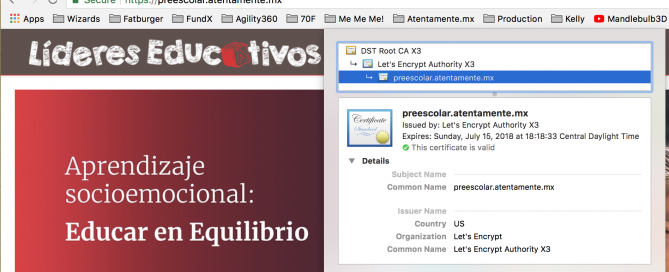 Secure https://preescolar.atentamente.mx
Apps Wizards Fatburger FundX Agility360 70F Me Me Me! Atentamente.mx Production Kelly Mandlebulb3D
Líderes Educativos
DST Root CA X3
Let's Encrypt Authority X3
preescolar.atentamente.mx
Certificate
Standard
preescolar.atentamente.mx
Issued by: Let's Encrypt Authority X3
Expires: Sunday, July 15, 2018 at 18:18:33 Central Daylight Time
This certificate is valid
Details
Subject Name
Common Name preescolar.atentamente.mx
Issuer Name
Country US
Organization Let's Encrypt
Common Name Let's Encrypt Authority X3
Aprendizaje
socioemocional:
Educar en Equilibrio